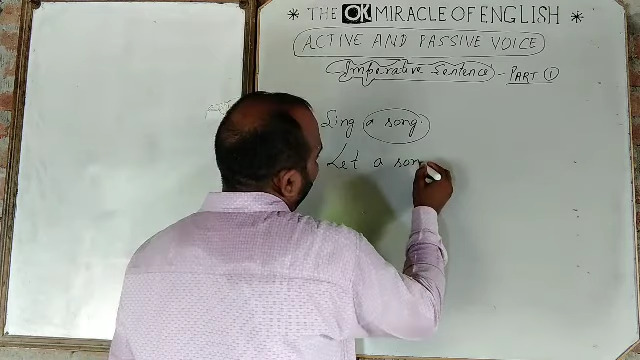 * THE OK MIRACLE OF ENGLISH *
ACTIVE AND PASSIVE VOICE
Imperative Sentence - PART 1
Sing a song
Let a son